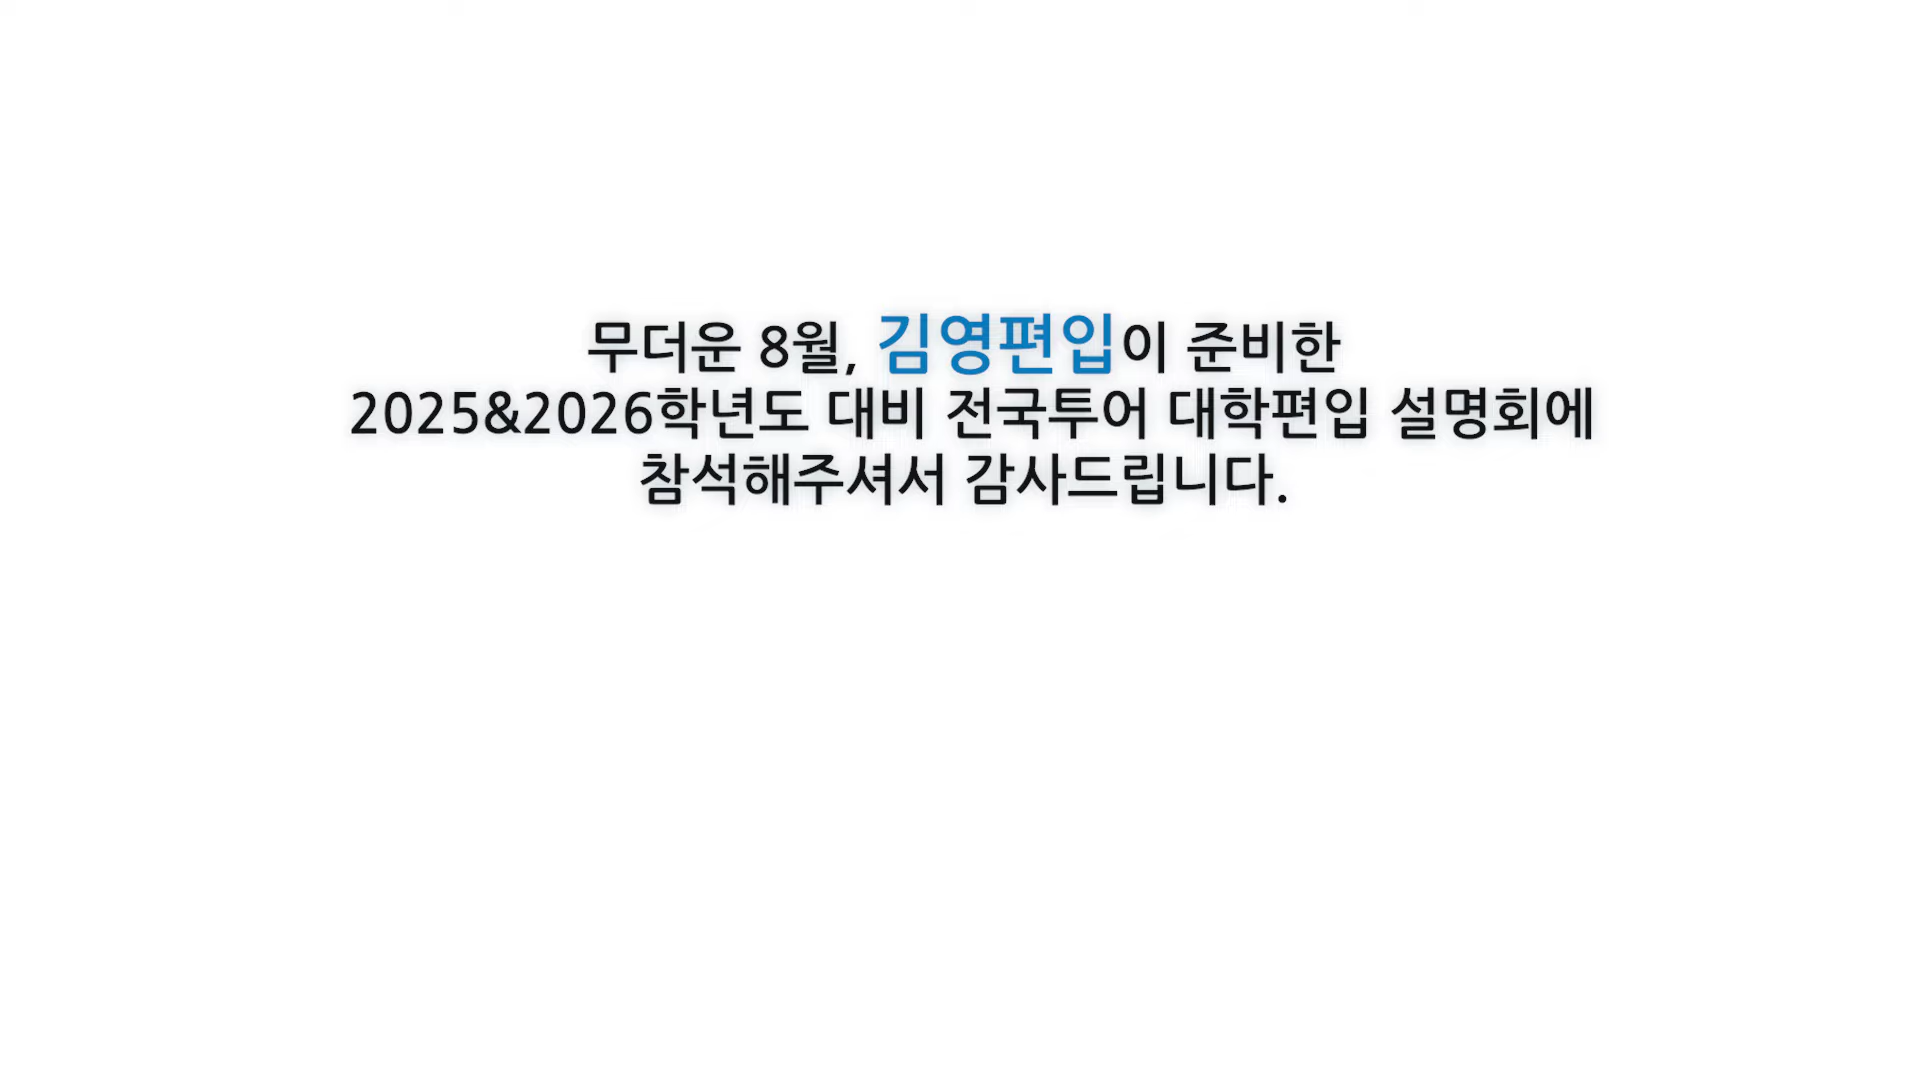 무더운 8월, 김영편입이 준비한
2025&2026학년도 대비 전국투어 대학편입 설명회에
참석해주셔서 감사드립니다.